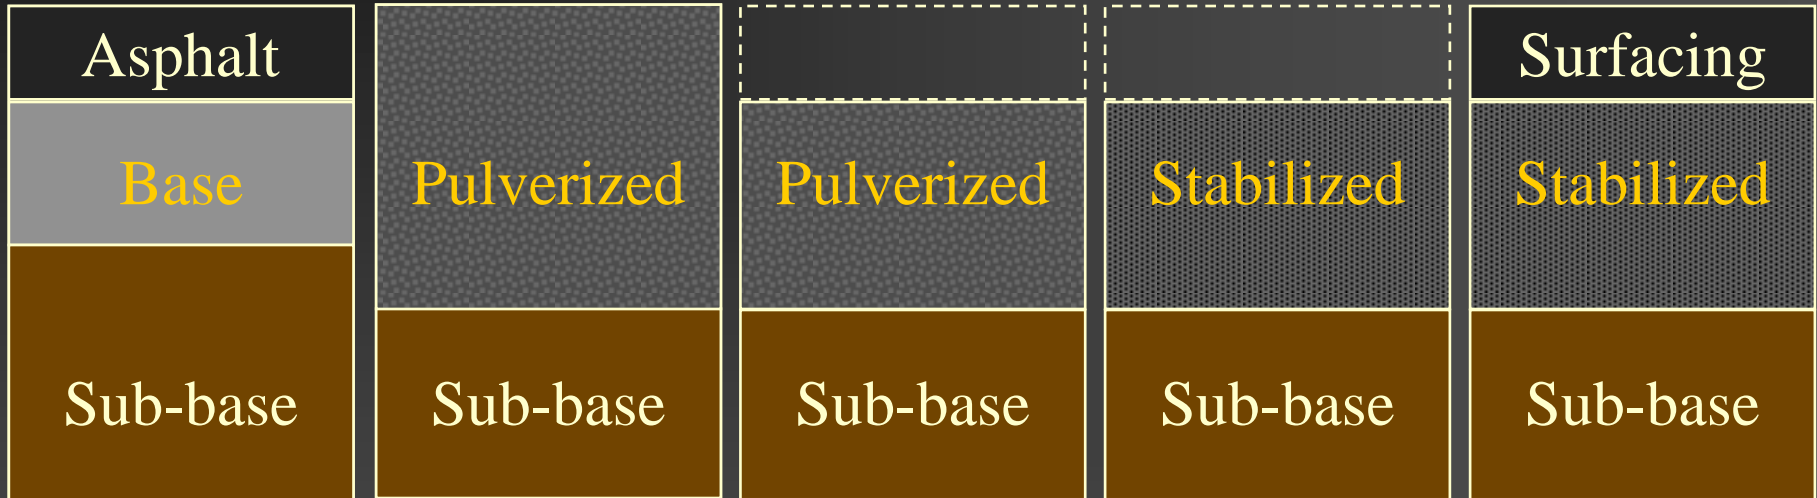 Asphalt
Base
Sub-base
Pulverized
Sub-base
Pulverized
Sub-base
Stabilized
Sub-base
Surfacing
Stabilized
Sub-base